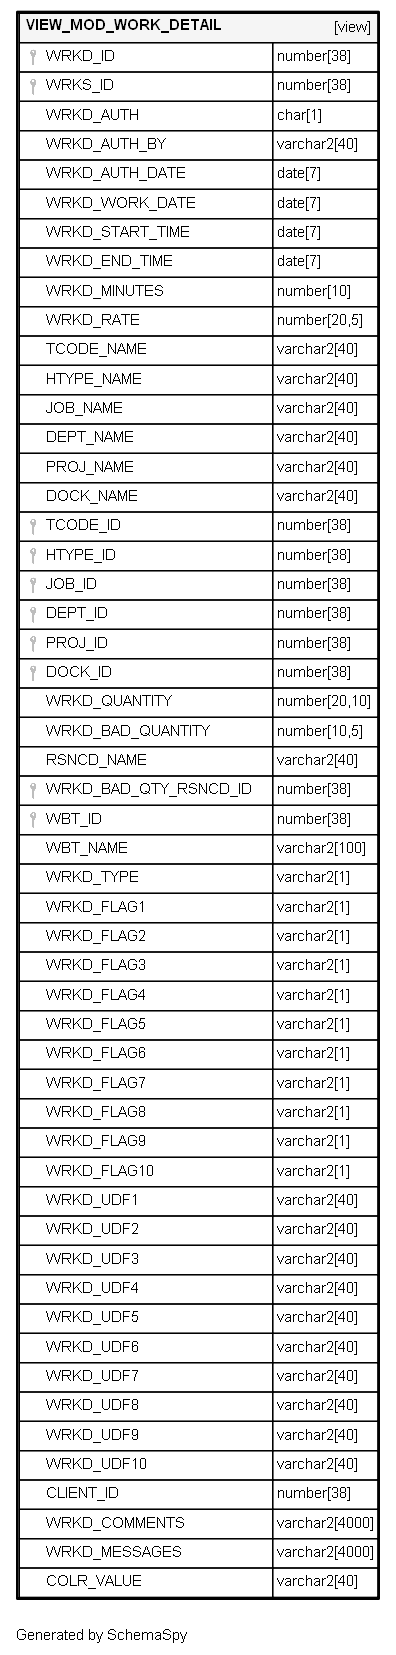 VIEW_MOD_WORK_DETAIL [view]
WRKD_ID number[38]
WRKS_ID number[38]
WRKD_AUTH char[1]
WRKD_AUTH_BY varchar2[40]
WRKD_AUTH_DATE date[7]
WRKD_WORK_DATE date[7]
WRKD_START_TIME date[7]
WRKD_END_TIME date[7]
WRKD_MINUTES number[10]
WRKD_RATE number[20,5]
TCODE_NAME varchar2[40]
HTYPE_NAME varchar2[40]
JOB_NAME varchar2[40]
DEPT_NAME varchar2[40]
PROJ_NAME varchar2[40]
DOCK_NAME varchar2[40]
TCODE_ID number[38]
HTYPE_ID number[38]
JOB_ID number[38]
DEPT_ID number[38]
PROJ_ID number[38]
DOCK_ID number[38]
WRKD_QUANTITY number[20,10]
WRKD_BAD_QUANTITY number[10,5]
RSNCD_NAME varchar2[40]
WRKD_BAD_QTY_RSNCD_ID number[38]
WBT_ID number[38]
WBT_NAME varchar2[100]
WRKD_TYPE varchar2[1]
WRKD_FLAG1 varchar2[1]
WRKD_FLAG2 varchar2[1]
WRKD_FLAG3 varchar2[1]
WRKD_FLAG4 varchar2[1]
WRKD_FLAG5 varchar2[1]
WRKD_FLAG6 varchar2[1]
WRKD_FLAG7 varchar2[1]
WRKD_FLAG8 varchar2[1]
WRKD_FLAG9 varchar2[1]
WRKD_FLAG10 varchar2[1]
WRKD_UDF1 varchar2[40]
WRKD_UDF2 varchar2[40]
WRKD_UDF3 varchar2[40]
WRKD_UDF4 varchar2[40]
WRKD_UDF5 varchar2[40]
WRKD_UDF6 varchar2[40]
WRKD_UDF7 varchar2[40]
WRKD_UDF8 varchar2[40]
WRKD_UDF9 varchar2[40]
WRKD_UDF10 varchar2[40]
CLIENT_ID number[38]
WRKD_COMMENTS varchar2[4000]
WRKD_MESSAGES varchar2[4000]
COLR_VALUE varchar2[40]
Generated by SchemaSpy